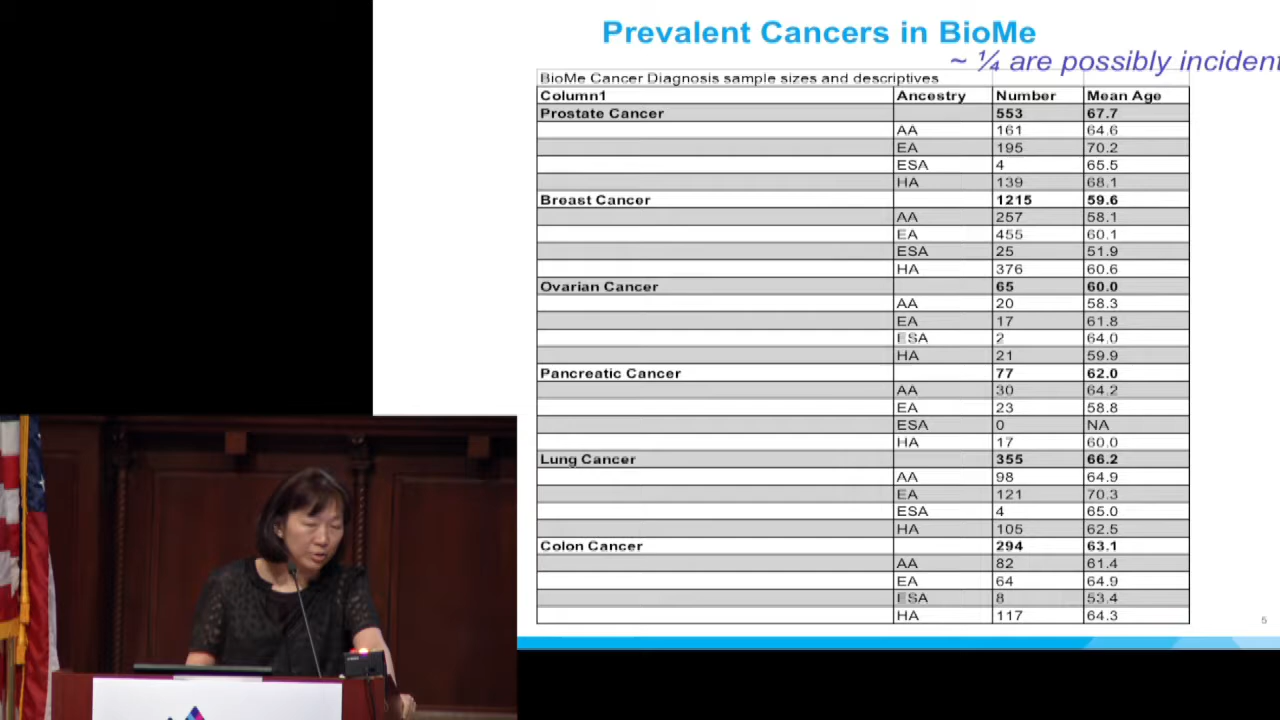 Prevalent Cancers in BioMe
~ ¼ are possibly incident
BioMe Cancer Diagnosis sample sizes and descriptives
Column1 Ancestry Number Mean Age
Prostate Cancer 553 67.7
AA 161 64.6
EA 195 70.2
ESA 4 65.5
HA 139 68.1
Breast Cancer 1215 59.6
AA 257 58.1
EA 455 60.1
ESA 25 51.9
HA 376 60.6
Ovarian Cancer 65 60.0
AA 20 58.3
EA 17 61.8
ESA 2 64.0
HA 21 59.9
Pancreatic Cancer 77 62.0
AA 30 64.2
EA 23 58.8
ESA 0 NA
HA 17 60.0
Lung Cancer 355 66.2
AA 98 64.9
EA 121 70.3
ESA 4 65.0
HA 105 62.5
Colon Cancer 294 63.1
AA 82 61.4
EA 64 64.9
ESA 8 53.4
HA 117 64.3
5